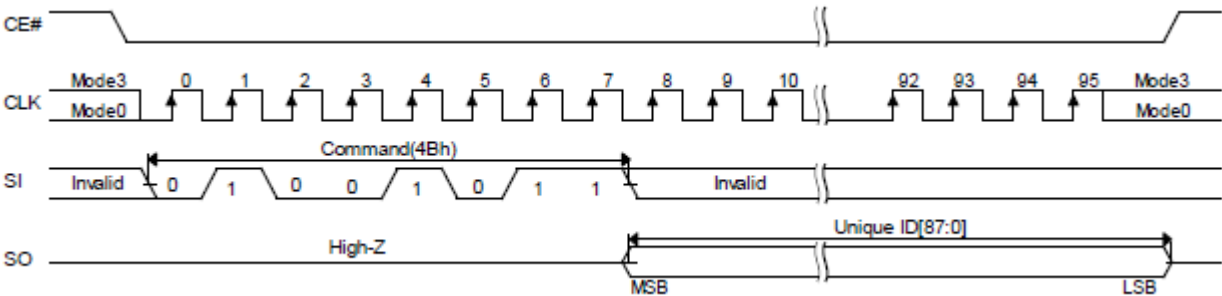 CE#
Mode3 0 1 2 3 4 5 6 7 8 9 10 92 93 94 95 Mode3
CLK
Mode0 Mode0
Command(4Bh)
SI Invalid 0 1 0 0 1 0 1 1 Invalid
Unique ID[87:0]
High-Z
SO
MSB LSB